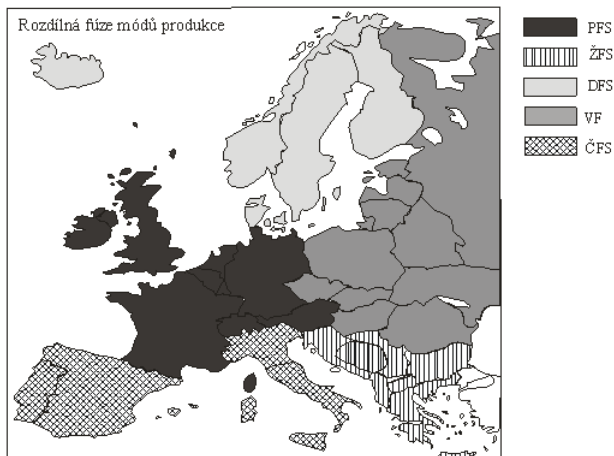 Rozdílná fúze módů produkce
PFS
ŽFS
DFS
VF
ČFS